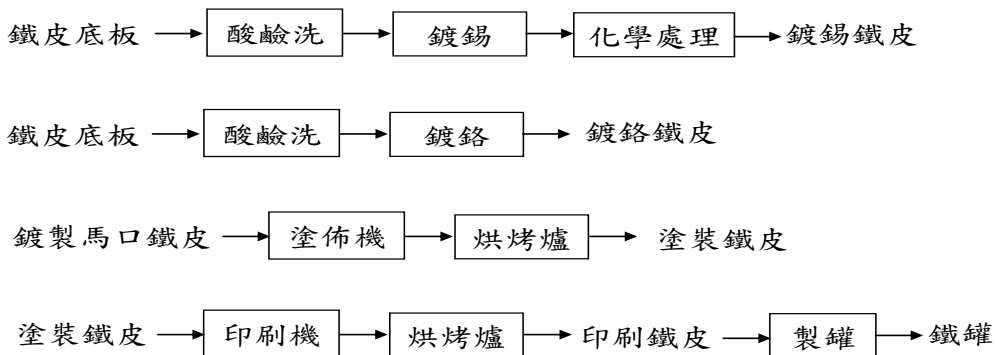 鐵皮底板 酸鹼洗 鍍錫 化學處理 鍍錫鐵皮
鐵皮底板 酸鹼洗 鍍鉻 鍍鉻鐵皮
鍍製馬口鐵皮 塗佈機 烘烤爐 塗裝鐵皮
塗裝鐵皮 印刷機 烘烤爐 印刷鐵皮 製罐 鐵罐